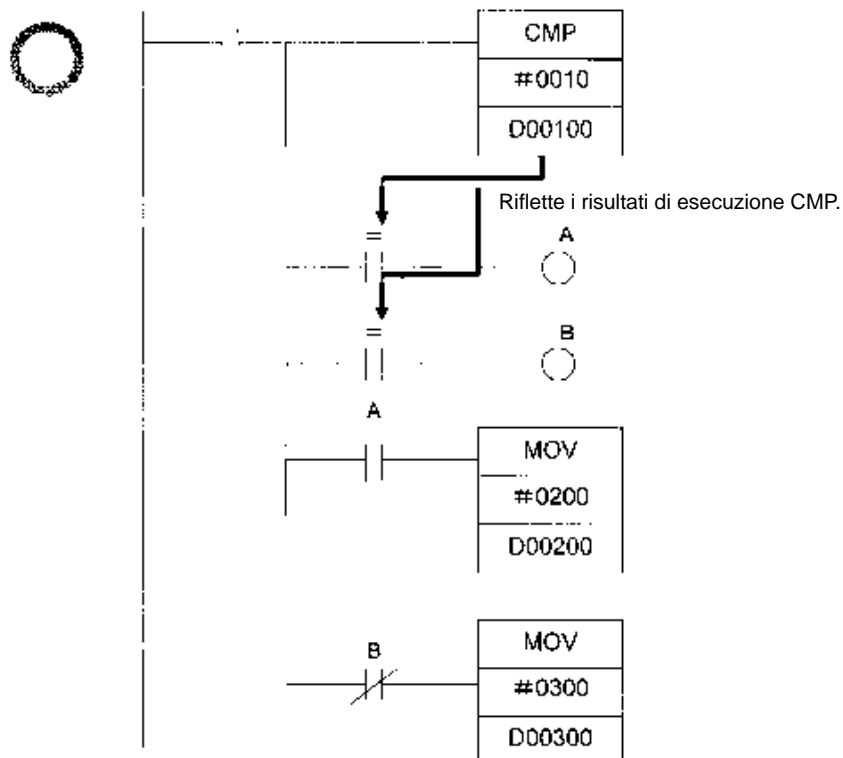 CMP
#0010
D00100
Riflette i risultati di esecuzione CMP.
=
A
=
B
A
MOV
#0200
D00200
B
MOV
#0300
D00300